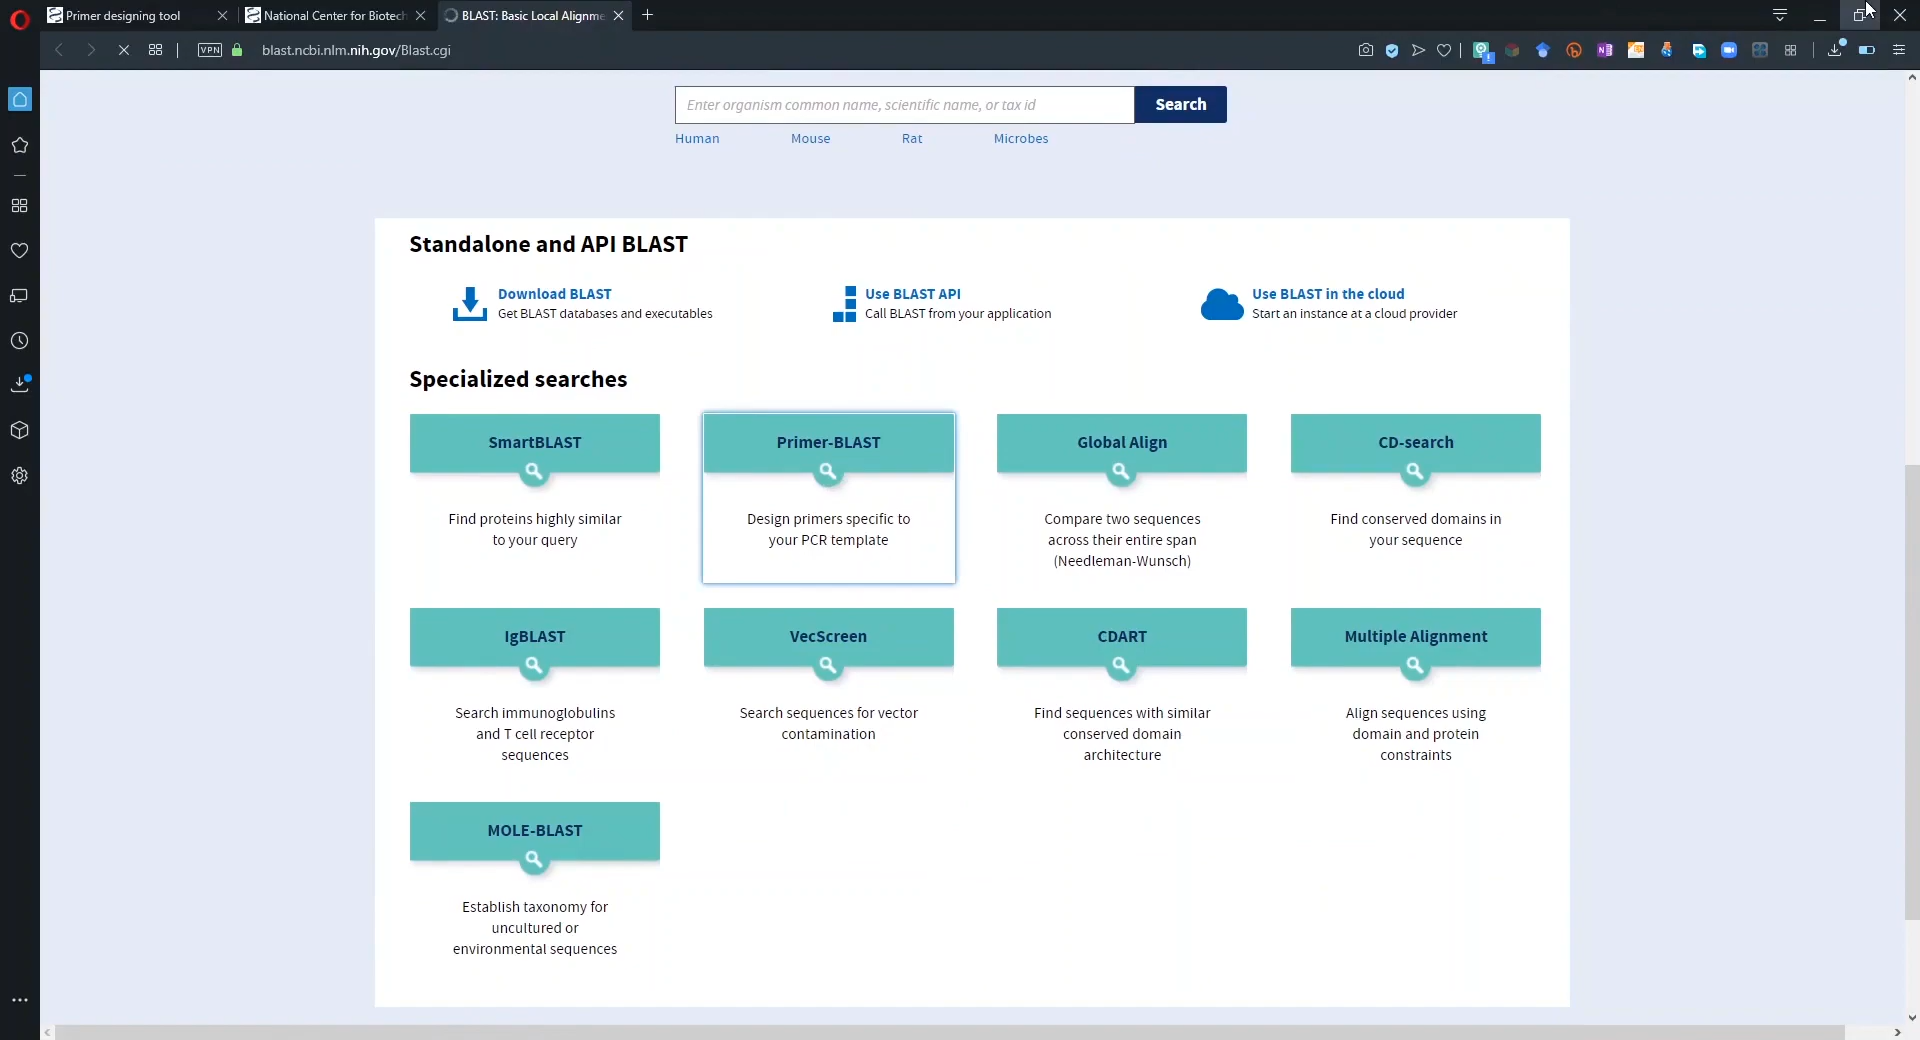 Primer designing tool
National Center for Biotech
BLAST: Basic Local Alignme
VPN
blast.ncbi.nlm.nih.gov/Blast.cgi
Enter organism common name, scientific name, or tax id
Search
Human
Mouse
Rat
Microbes
Standalone and API BLAST
Download BLAST
Get BLAST databases and executables
Use BLAST API
Call BLAST from your application
Use BLAST in the cloud
Start an instance at a cloud provider
Specialized searches
SmartBLAST
Find proteins highly similar
to your query
Primer-BLAST
Design primers specific to
your PCR template
Global Align
Compare two sequences
across their entire span
(Needleman-Wunsch)
CD-search
Find conserved domains in
your sequence
IgBLAST
Search immunoglobulins
and T cell receptor
sequences
VecScreen
Search sequences for vector
contamination
CDART
Find sequences with similar
conserved domain
architecture
Multiple Alignment
Align sequences using
domain and protein
constraints
MOLE-BLAST
Establish taxonomy for
uncultured or
environmental sequences